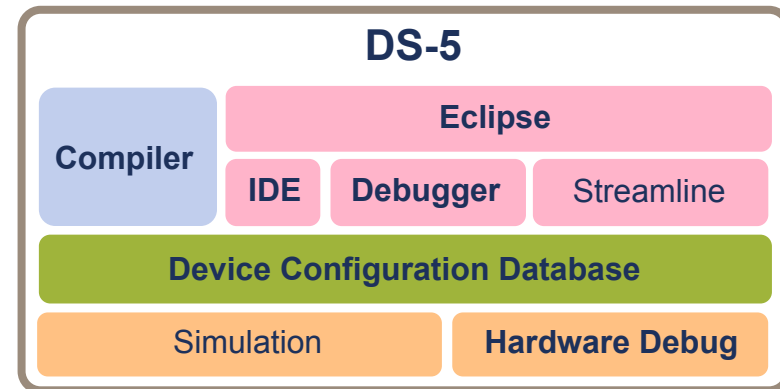 DS-5
Eclipse
Compiler
IDE Debugger Streamline
Device Configuration Database
Simulation Hardware Debug